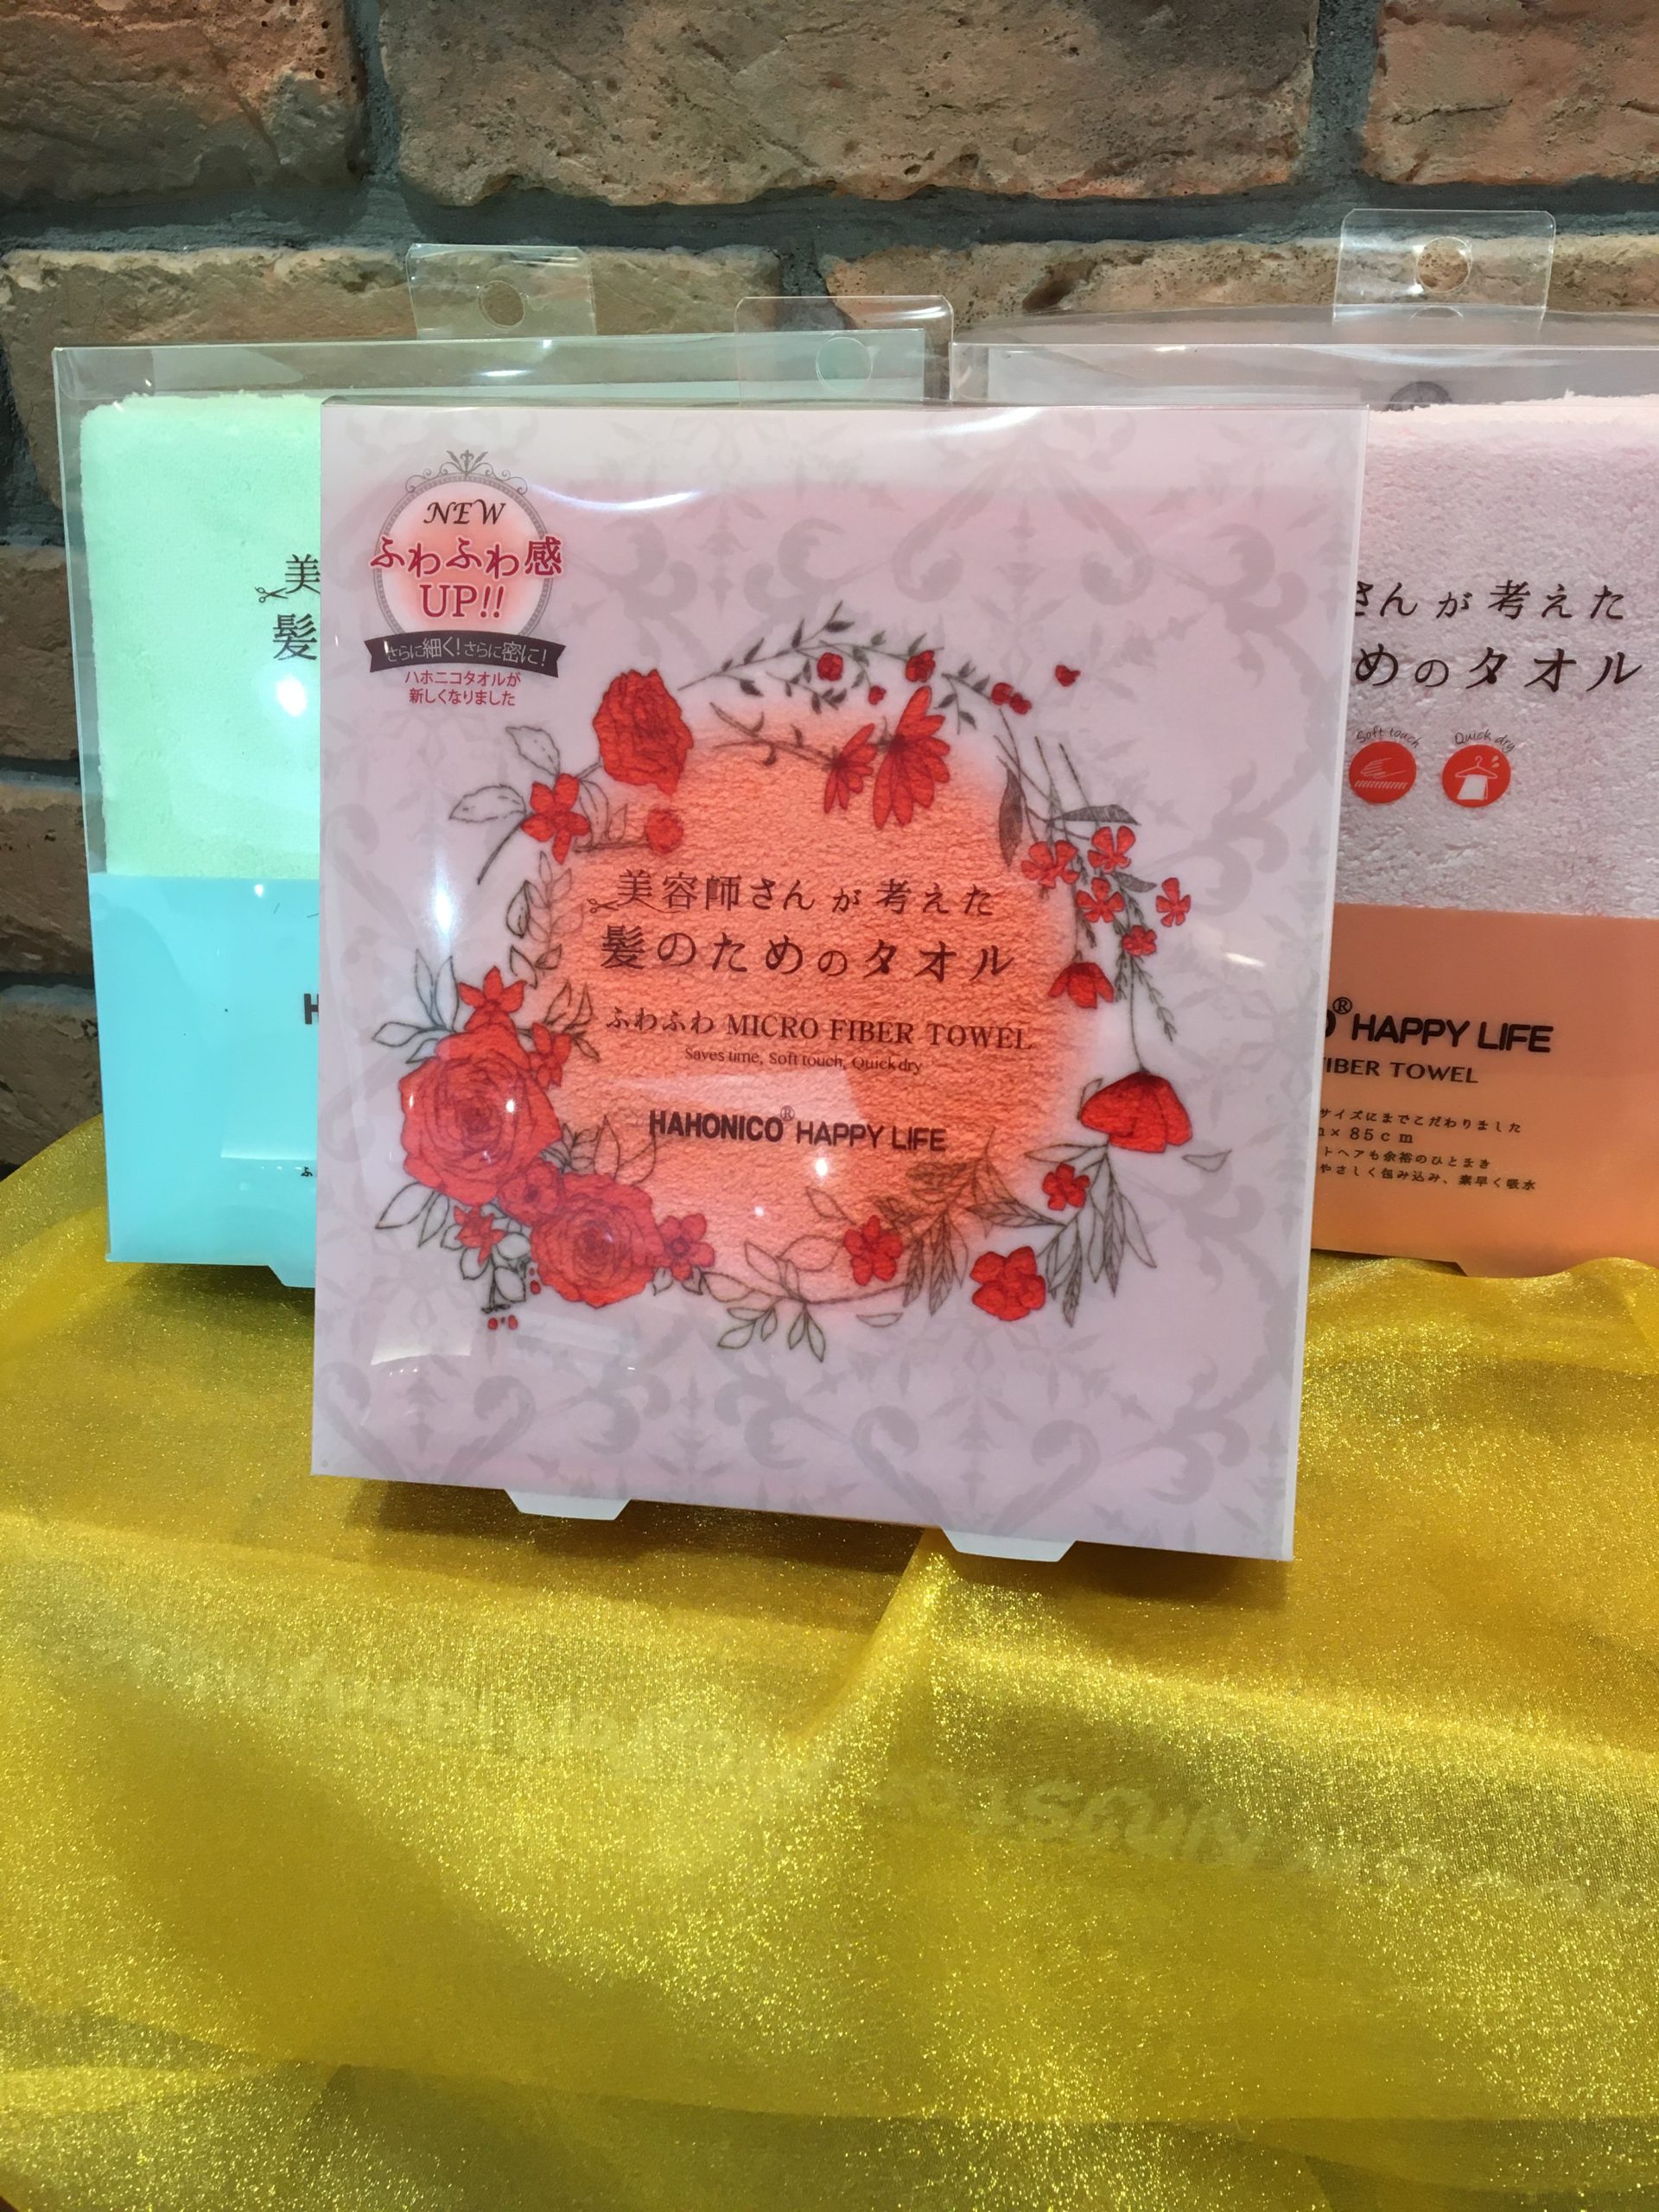 NEW
ふわふわ感
UP!!
さらに細く!さらに密に!
ハホニコタオルが
新しくなりました
美容師さんが考えた
髪のためのタオル
ふわふわ MICRO FIBER TOWEL
Saves time, Soft touch, Quick dry
HAHONICO® HAPPY LIFE
美
髪
さんが考えた
めのタオル
Soft touch
Quick dry
® HAPPY LIFE
FIBER TOWEL
サイズにまでこだわりました
× 85cm
トヘアも余裕のひとまき
やさしく包み込み、素早く吸水